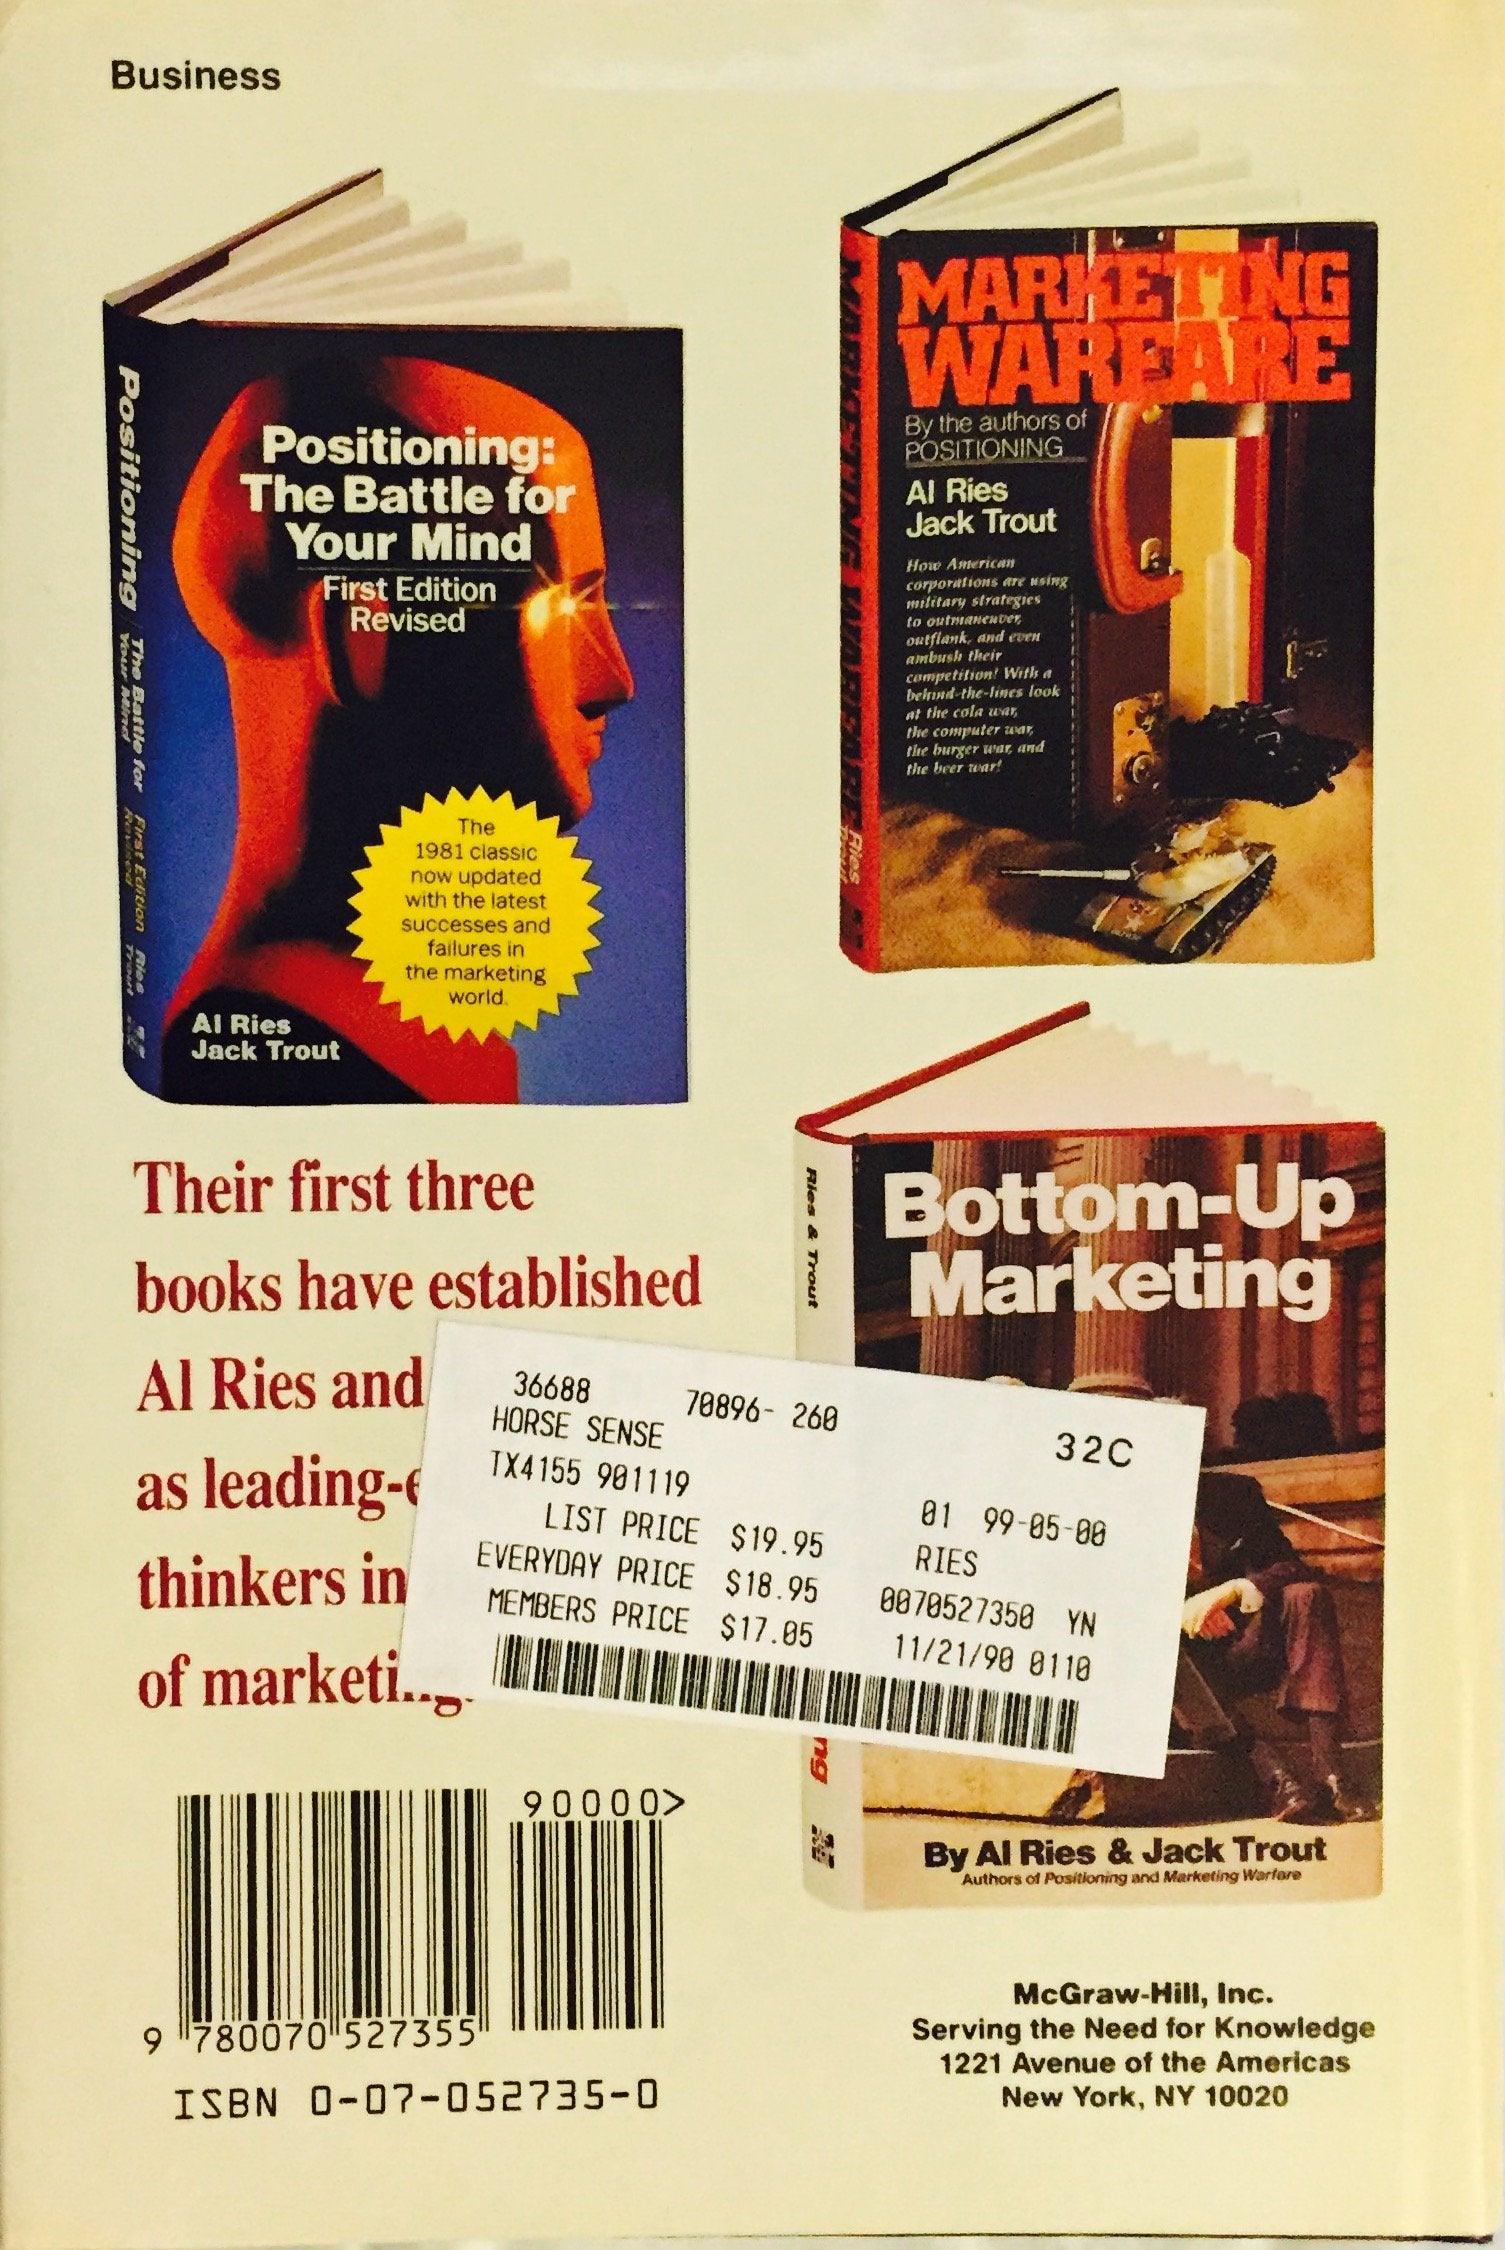 Business
Positioning:
The Battle for
Your Mind
First Edition
Revised
The
1981 classic
now updated
with the latest
successes and
failures in
the marketing
world.
Al Ries
Jack Trout
Positioning
The Battle for
Your Mind
First Edition
Revised
Ries
Trout
MARKETING
WARFARE
By the authors of
POSITIONING
Al Ries
Jack Trout
How American
corporations are using
military strategies
to outmaneuver,
outflank, and even
ambush their
competition! With a
behind-the-lines look
at the cola war,
the computer war,
the burger war, and
the beer war!
MARKETING WARFARE
Ries
Trout
Their first three
books have established
Al Ries and
as leading-e
thinkers in
of marketi..g.
Bottom-Up
Marketing
Ries & Trout
ng
By Al Ries & Jack Trout
Authors of Positioning and Marketing Warfare
36688 70896- 260
HORSE SENSE 32C
TX4155 901119
LIST PRICE $19.95 01 99-05-00
EVERYDAY PRICE $18.95 RIES
MEMBERS PRICE $17.05 0070527350 YN
11/21/90 0110
90000>
9 780070 527355
ISBN 0-07-052735-0
McGraw-Hill, Inc.
Serving the Need for Knowledge
1221 Avenue of the Americas
New York, NY 10020